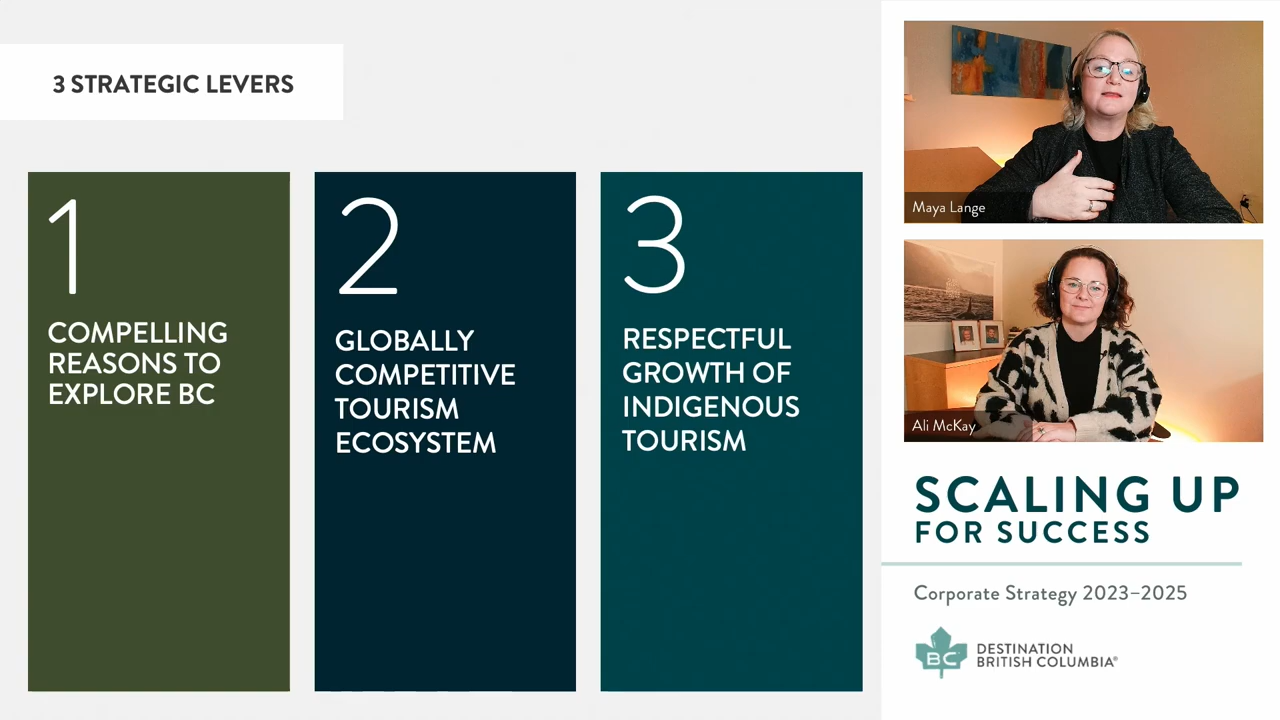 3 STRATEGIC LEVERS
1
COMPELLING
REASONS TO
EXPLORE BC
2
GLOBALLY
COMPETITIVE
TOURISM
ECOSYSTEM
3
RESPECTFUL
GROWTH OF
INDIGENOUS
TOURISM
Maya Lange
Ali McKay
SCALING UP
FOR SUCCESS
Corporate Strategy 2023–2025
BC
DESTINATION
BRITISH COLUMBIA®